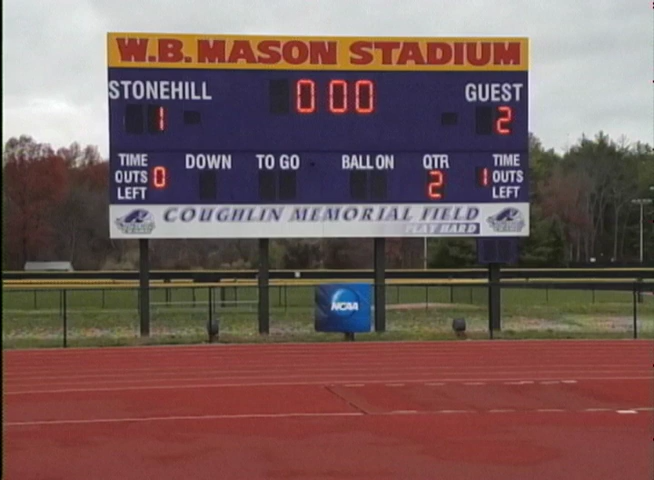 W.B. MASON STADIUM
STONEHILL 0:00 GUEST
1 2
TIME OUTS LEFT 0 DOWN TO GO BALL ON QTR 2 1 TIME OUTS LEFT
COUGHLIN MEMORIAL FIELD
PLAY HARD
NCAA